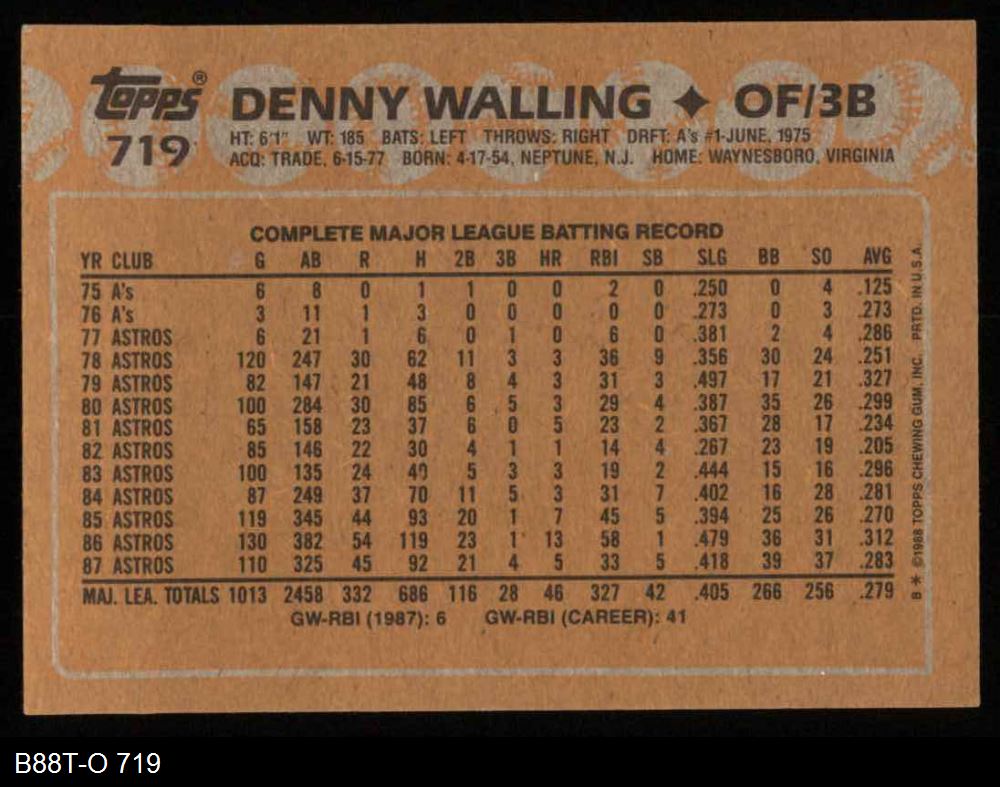 topps® DENNY WALLING ✦ OF/3B
719 HT: 6'1" WT: 185 BATS: LEFT THROWS: RIGHT DRFT: A's #1-JUNE, 1975
ACQ: TRADE, 6-15-77 BORN: 4-17-54, NEPTUNE, N.J. HOME: WAYNESBORO, VIRGINIA
COMPLETE MAJOR LEAGUE BATTING RECORD
YR CLUB G AB R H 2B 3B HR RBI SB SLG BB SO AVG
75 A's 6 8 0 1 1 0 0 2 0 .250 0 4 .125
76 A's 3 11 1 3 0 0 0 0 0 .273 0 3 .273
77 ASTROS 6 21 1 6 0 1 0 6 0 .381 2 4 .286
78 ASTROS 120 247 30 62 11 3 3 36 9 .356 30 24 .251
79 ASTROS 82 147 21 48 8 4 3 31 3 .497 17 21 .327
80 ASTROS 100 284 30 85 6 5 3 29 4 .387 35 26 .299
81 ASTROS 65 158 23 37 6 0 5 23 2 .367 28 17 .234
82 ASTROS 85 146 22 30 4 1 1 14 4 .267 23 19 .205
83 ASTROS 100 135 24 40 5 3 3 19 2 .444 15 16 .296
84 ASTROS 87 249 37 70 11 5 3 31 7 .402 16 28 .281
85 ASTROS 119 345 44 93 20 1 7 45 5 .394 25 26 .270
86 ASTROS 130 382 54 119 23 1 13 58 1 .479 36 31 .312
87 ASTROS 110 325 45 92 21 4 5 33 5 .418 39 37 .283
MAJ. LEA. TOTALS 1013 2458 332 686 116 28 46 327 42 .405 266 256 .279
GW-RBI (1987): 6 GW-RBI (CAREER): 41
B * ©1988 TOPPS CHEWING GUM, INC. PRTD. IN U.S.A.
B88T-O 719